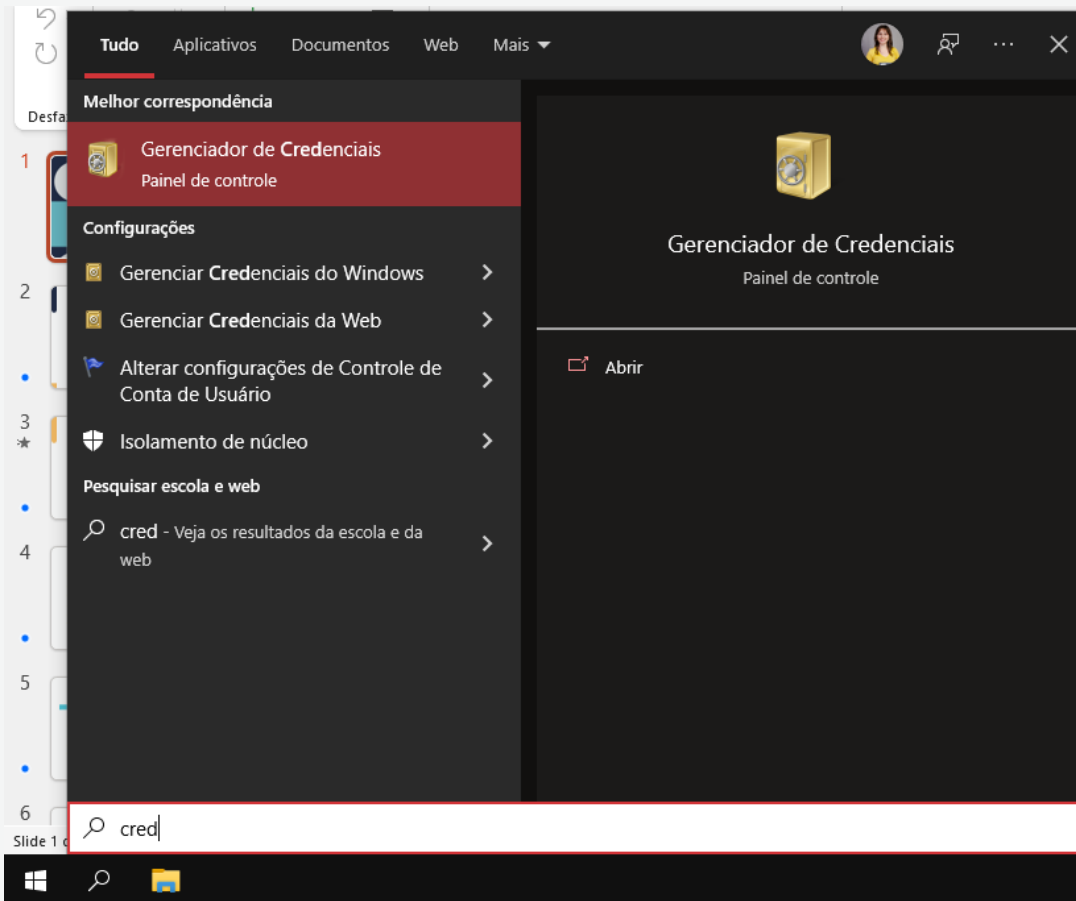 Tudo Aplicativos Documentos Web Mais
Desfa
Melhor correspondência
Gerenciador de Credenciais
Painel de controle
Configurações
Gerenciar Credenciais do Windows
Gerenciar Credenciais da Web
Alterar configurações de Controle de
Conta de Usuário
Isolamento de núcleo
Pesquisar escola e web
cred - Veja os resultados da escola e da
web
Gerenciador de Credenciais
Painel de controle
Abrir
1
2
3
4
5
6
Slide 1
cred